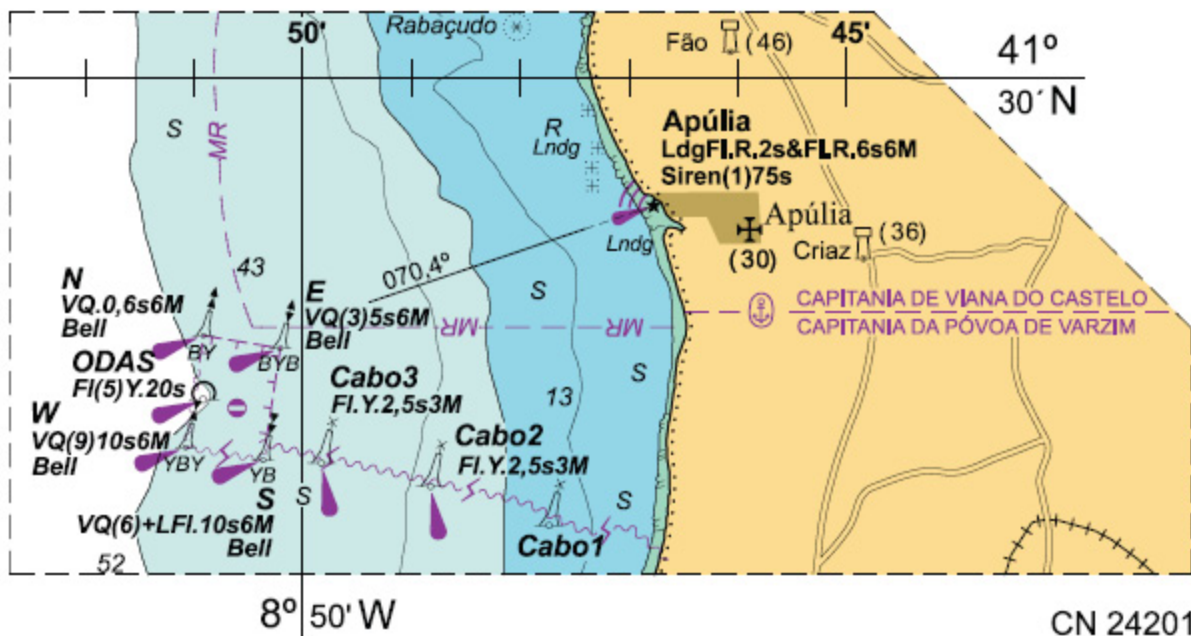 50'
45'
41º
30´ N
Rabaçudo
Fão
(46)
S
MR
R
Lndg
Apúlia
LdgFl.R.2s&Fl.R.6s6M
Siren(1)75s
Apúlia
(30)
Criaz
(36)
Lndg
070.4º
S
43
N
VQ.0,6s6M
Bell
BY
E
VQ(3)5s6M
Bell
BYB
MR
MR
CAPITANIA DE VIANA DO CASTELO
CAPITANIA DA PÓVOA DE VARZIM
ODAS
Fl(5)Y.20s
Cabo3
Fl.Y.2,5s3M
S
13
W
VQ(9)10s6M
Bell
YBY
YB
Cabo2
Fl.Y.2,5s3M
S
S
S
VQ(6)+LFl.10s6M
Bell
Cabo1
52
8º 50' W
CN 24201